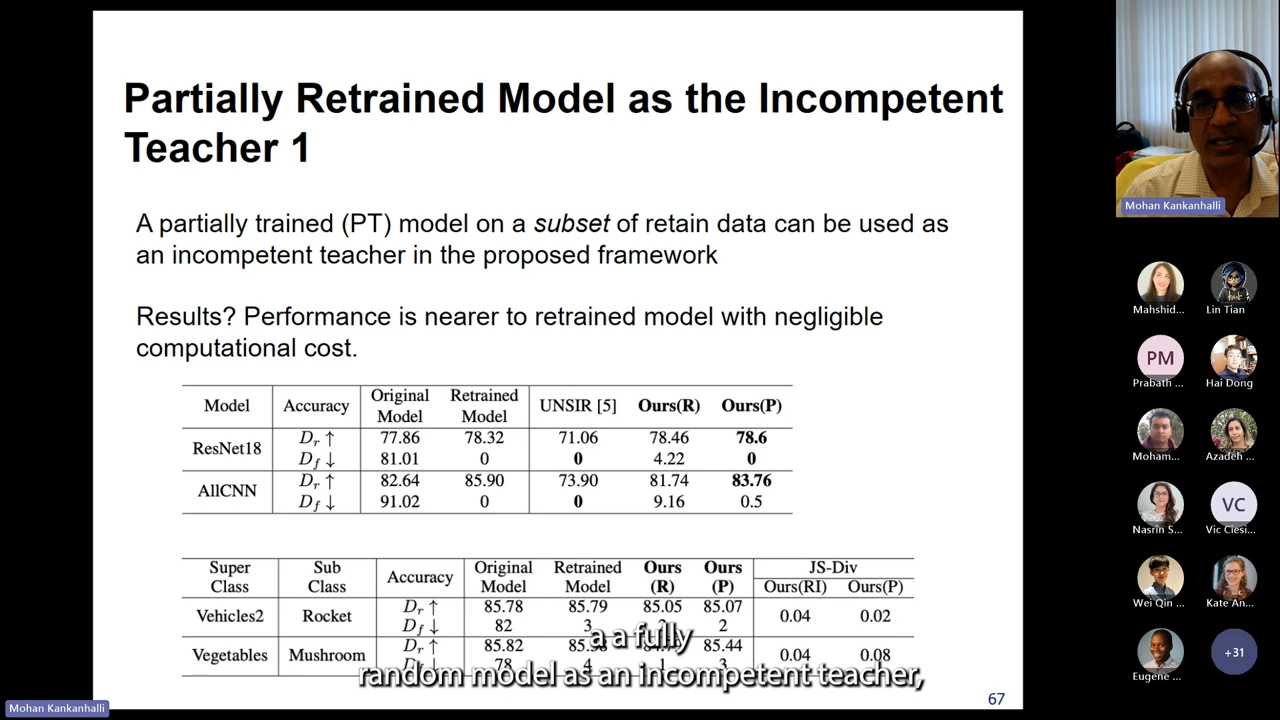 Partially Retrained Model as the Incompetent
Teacher 1
A partially trained (PT) model on a subset of retain data can be used as
an incompetent teacher in the proposed framework
Results? Performance is nearer to retrained model with negligible
computational cost.
Model Accuracy Original Model Retrained Model UNSIR [5] Ours(R) Ours(P)
ResNet18 Dr ↑ 77.86 78.32 71.06 78.46 78.6
Df ↓ 81.01 0 0 4.22 0
AllCNN Dr ↑ 82.64 85.90 73.90 81.74 83.76
Df ↓ 91.02 0 0 9.16 0.5
Super Class Sub Class Accuracy Original Model Retrained Model Ours (R) Ours (P) JS-Div
Ours(RI) Ours(P)
Vehicles2 Rocket Dr ↑ 85.78 85.79 85.05 85.07 0.04 0.02
Df ↓ 82 3 2
Vegetables Mushroom Dr ↑ 85.82 85.44 0.04 0.08
78 4 1 3
a a fully
random model as an incompetent teacher,
67
Mohan Kankanhalli
Mohan Kankanhalli
Mahshid... Lin Tian
PM
Prabath ... Hai Dong
Moham... Azadeh ...
VC
Nasrin S... Vic Ciesi...
Wei Qin ... Kate An...
+31
Eugene ...